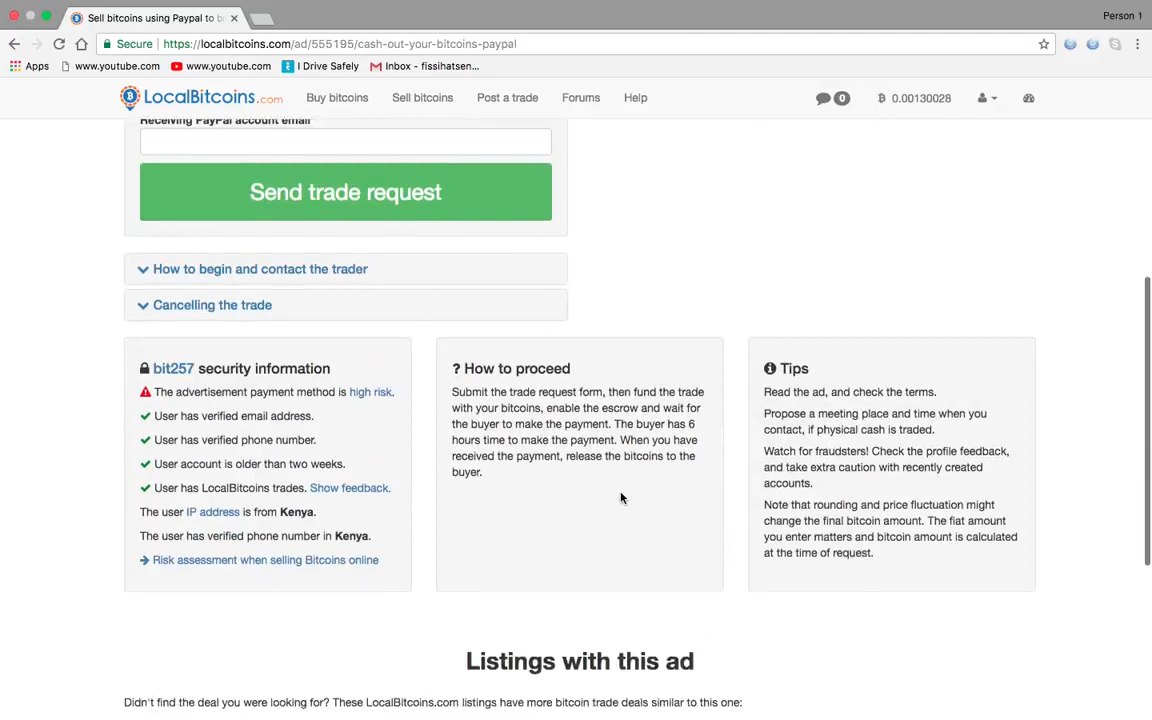 Sell bitcoins using Paypal to b
Person 1
Secure https://localbitcoins.com/ad/555195/cash-out-your-bitcoins-paypal
Apps www.youtube.com www.youtube.com I Drive Safely Inbox - fissihatsen...
LocalBitcoins.com Buy bitcoins Sell bitcoins Post a trade Forums Help 0 0.00130028
Receiving PayPal account email
Send trade request
How to begin and contact the trader
Cancelling the trade
bit257 security information
The advertisement payment method is high risk.
User has verified email address.
User has verified phone number.
User account is older than two weeks.
User has LocalBitcoins trades. Show feedback.
The user IP address is from Kenya.
The user has verified phone number in Kenya.
Risk assessment when selling Bitcoins online
? How to proceed
Submit the trade request form, then fund the trade
with your bitcoins, enable the escrow and wait for
the buyer to make the payment. The buyer has 6
hours time to make the payment. When you have
received the payment, release the bitcoins to the
buyer.
Tips
Read the ad, and check the terms.
Propose a meeting place and time when you
contact, if physical cash is traded.
Watch for fraudsters! Check the profile feedback,
and take extra caution with recently created
accounts.
Note that rounding and price fluctuation might
change the final bitcoin amount. The fiat amount
you enter matters and bitcoin amount is calculated
at the time of request.
Listings with this ad
Didn't find the deal you were looking for? These LocalBitcoins.com listings have more bitcoin trade deals similar to this one: